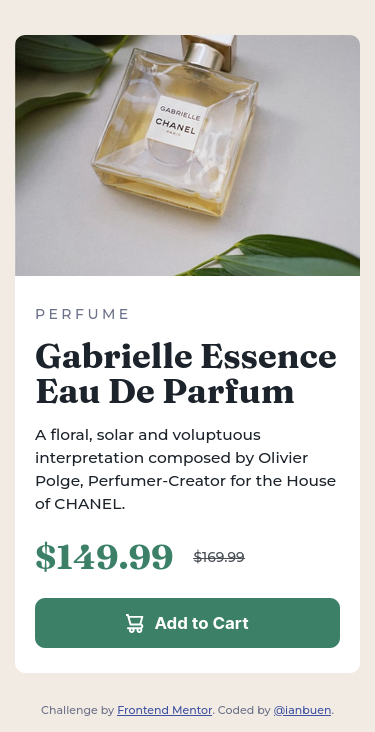 GABRIELLE
CHANEL
PARIS
PERFUME
Gabrielle Essence
Eau De Parfum
A floral, solar and voluptuous
interpretation composed by Olivier
Polge, Perfumer-Creator for the House
of CHANEL.
$149.99 $169.99
Add to Cart
Challenge by Frontend Mentor. Coded by @ianbuen.